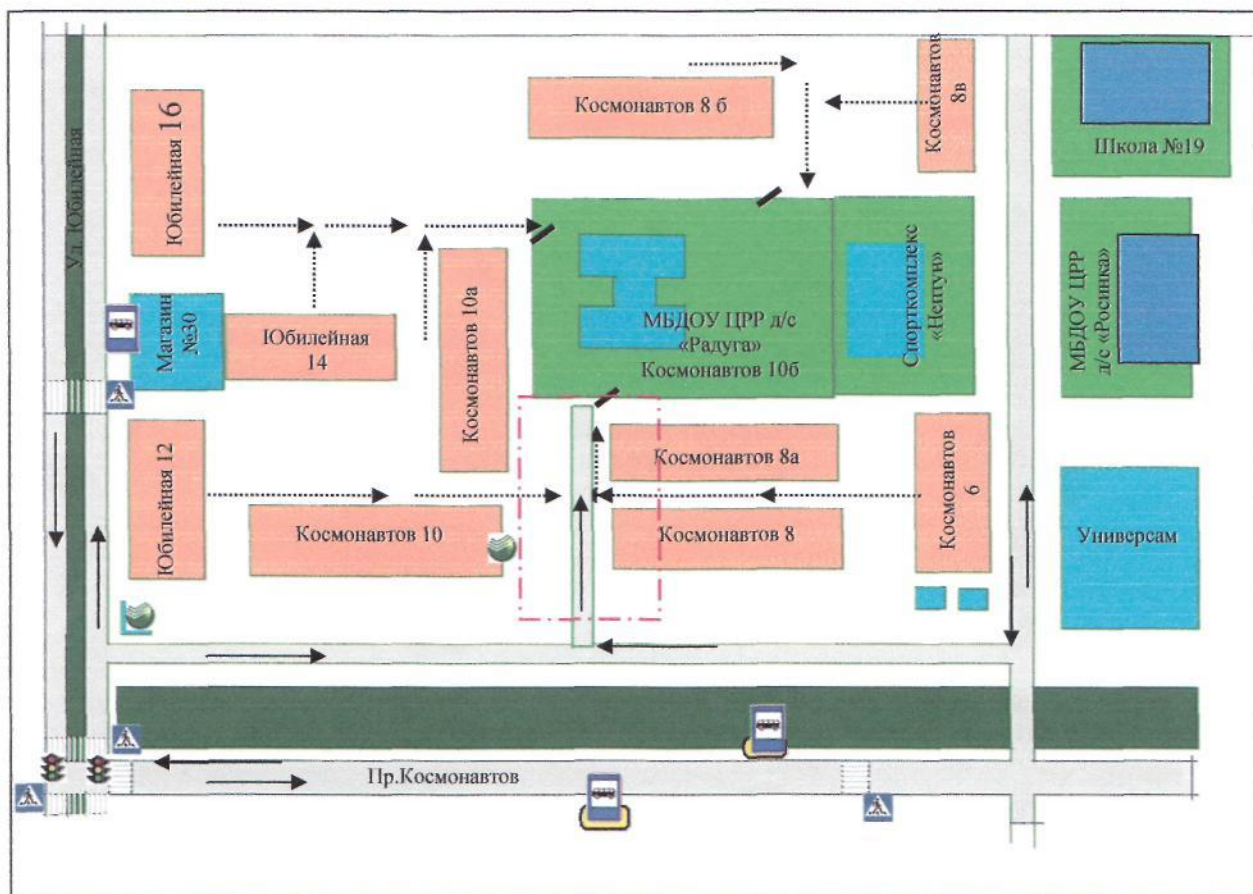 Ул. Юбилейная
Юбилейная 16
Космонавтов 8 б
Космонавтов
8в
Школа №19
Магазин
№30
Юбилейная
14
Космонавтов 10а
МБДОУ ЦРР д/с
«Радуга»
Космонавтов 10б
Спорткомплекс
«Нептун»
МБДОУ ЦРР
д/с «Росинка»
Юбилейная 12
Космонавтов 10
Космонавтов 8а
Космонавтов 8
Космонавтов
6
Универсам
Пр.Космонавтов